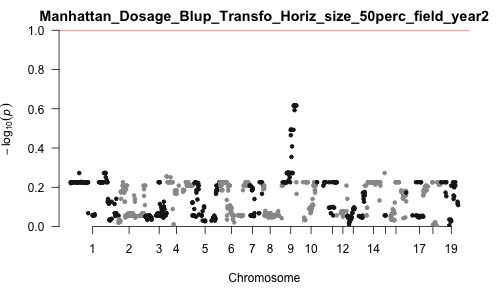 Manhattan_Dosage_Blup_Transfo_Horiz_size_50perc_field_year2
1.0
0.8
0.6
0.4
0.2
0.0
− log10(p)
1 2 3 4 5 6 7 8 9 10 12 14 17 19
Chromosome